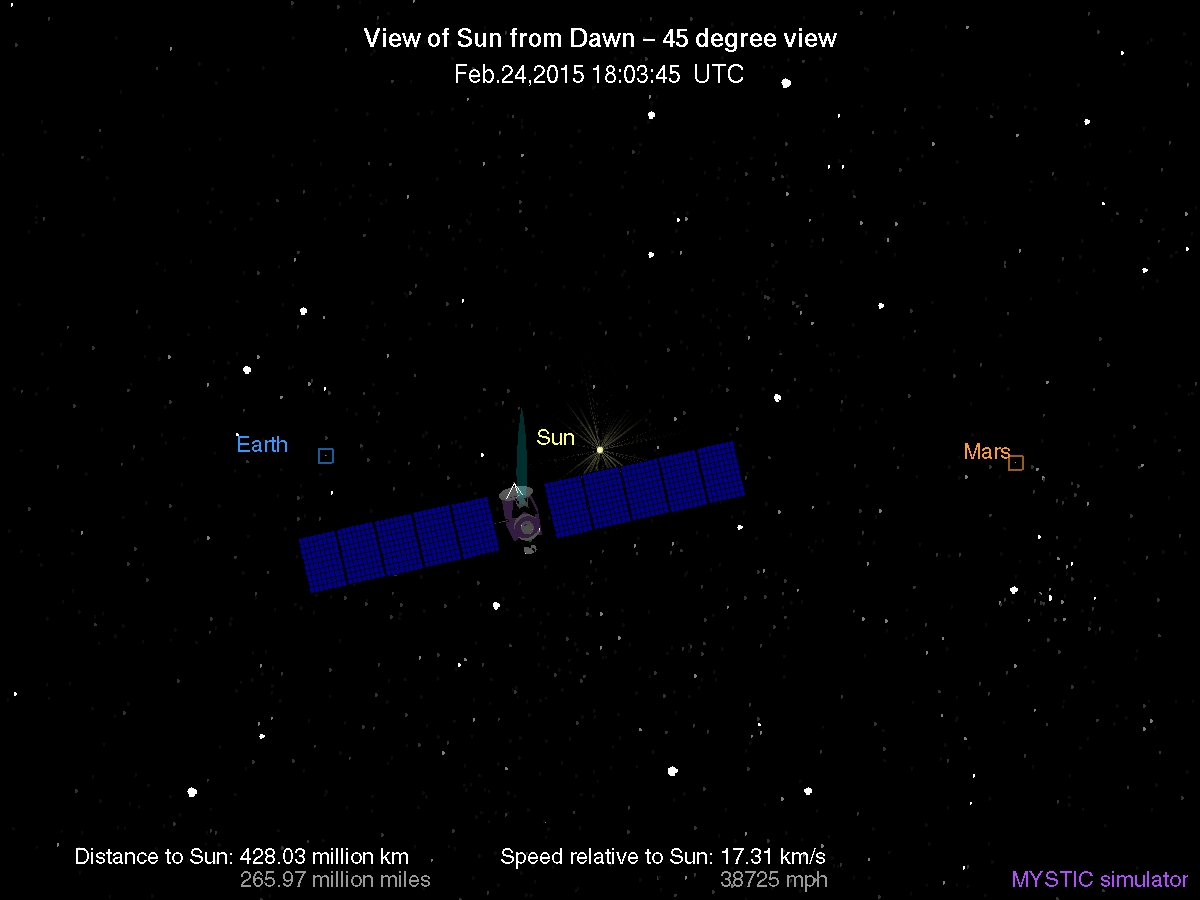 View of Sun from Dawn – 45 degree view
Feb.24,2015 18:03:45 UTC
Sun
Earth
Mars
Distance to Sun: 428.03 million km
265.97 million miles
Speed relative to Sun: 17.31 km/s
38725 mph
MYSTIC simulator